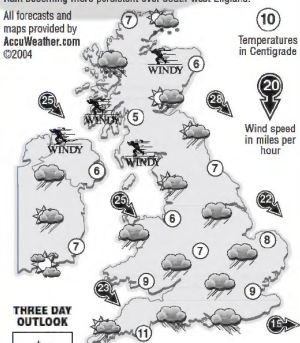 Rain becoming more persistent over South West England.
All forecasts and
maps provided by
AccuWeather.com
©2004
10
Temperatures
in Centigrade
20
Wind speed
in miles per
hour
7
WINDY
6
25
WINDY
5
28
WINDY
WINDY
6
7
25
6
22
7
7
8
23
9
9
11
15
THREE DAY
OUTLOOK